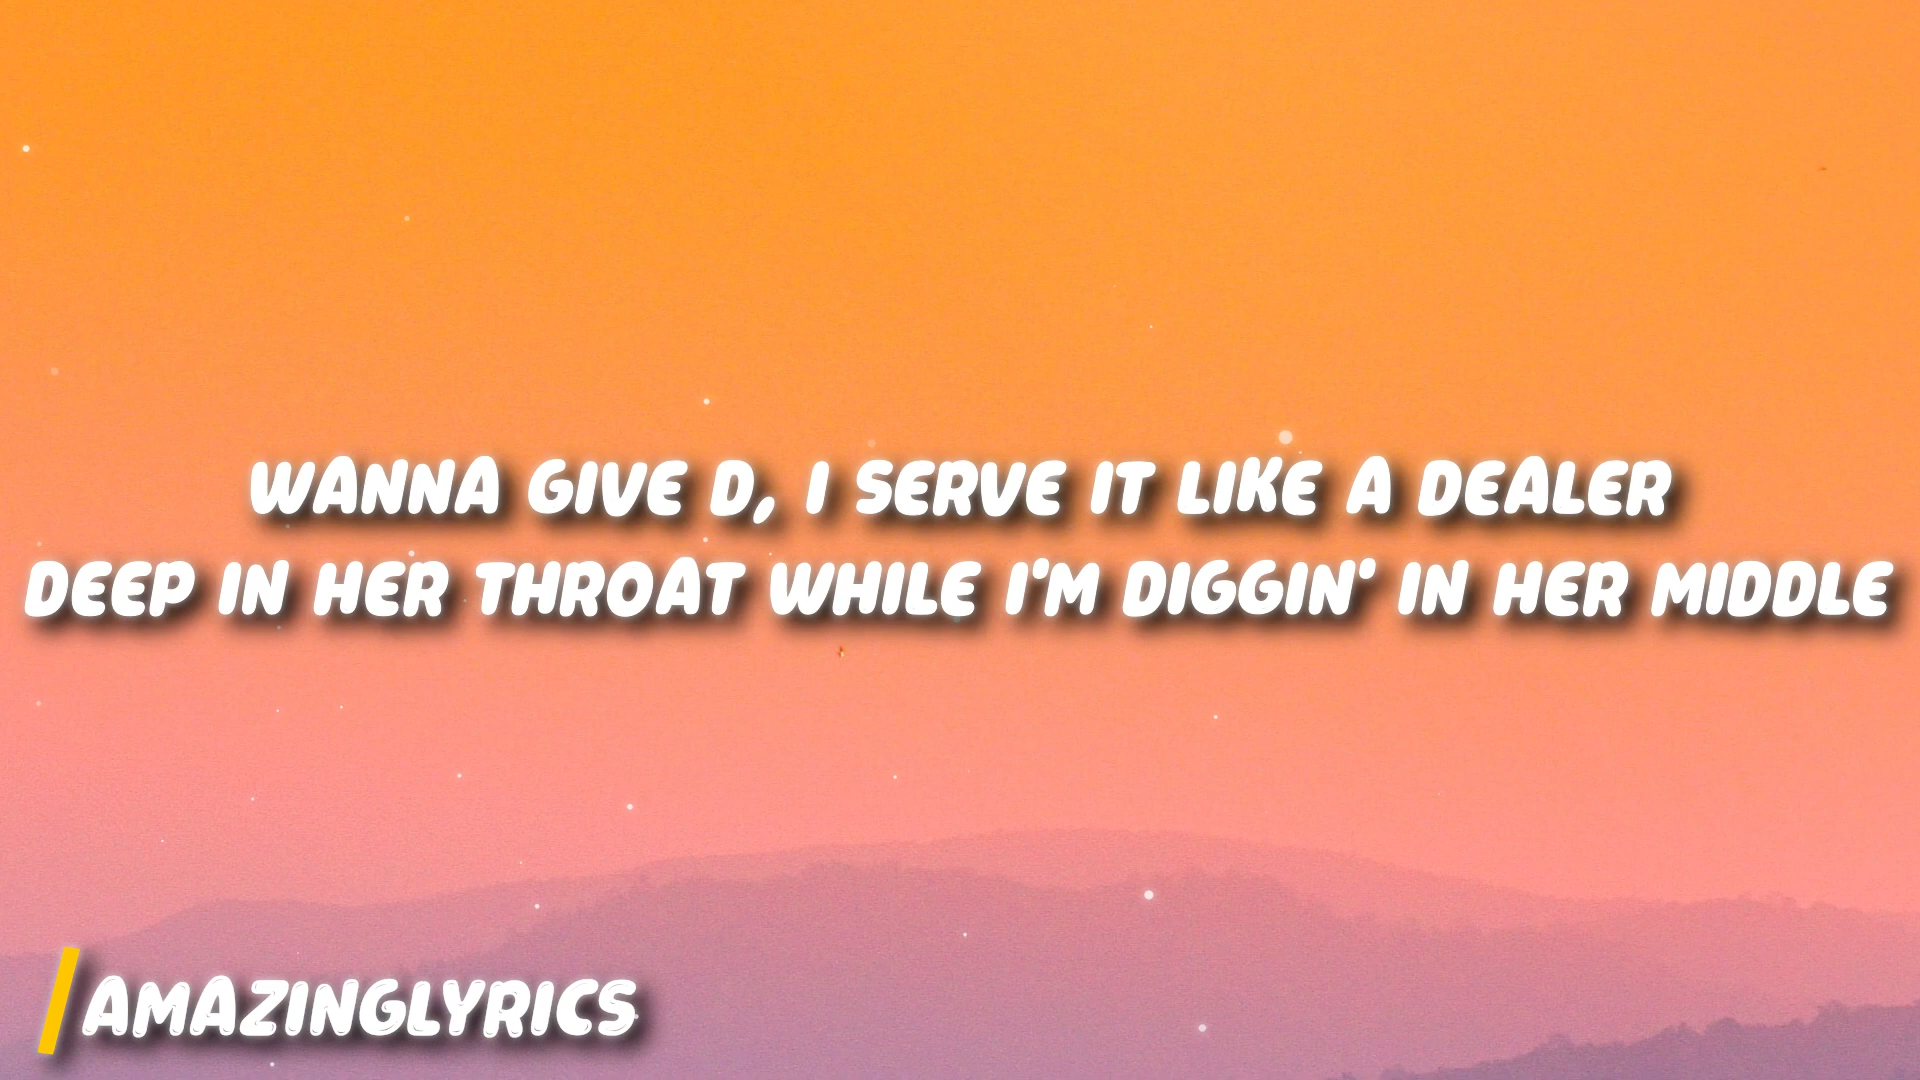 WANNA GIVE D, I SERVE IT LIKE A DEALER
DEEP IN HER THROAT WHILE I'M DIGGIN' IN HER MIDDLE
AMAZINGLYRICS